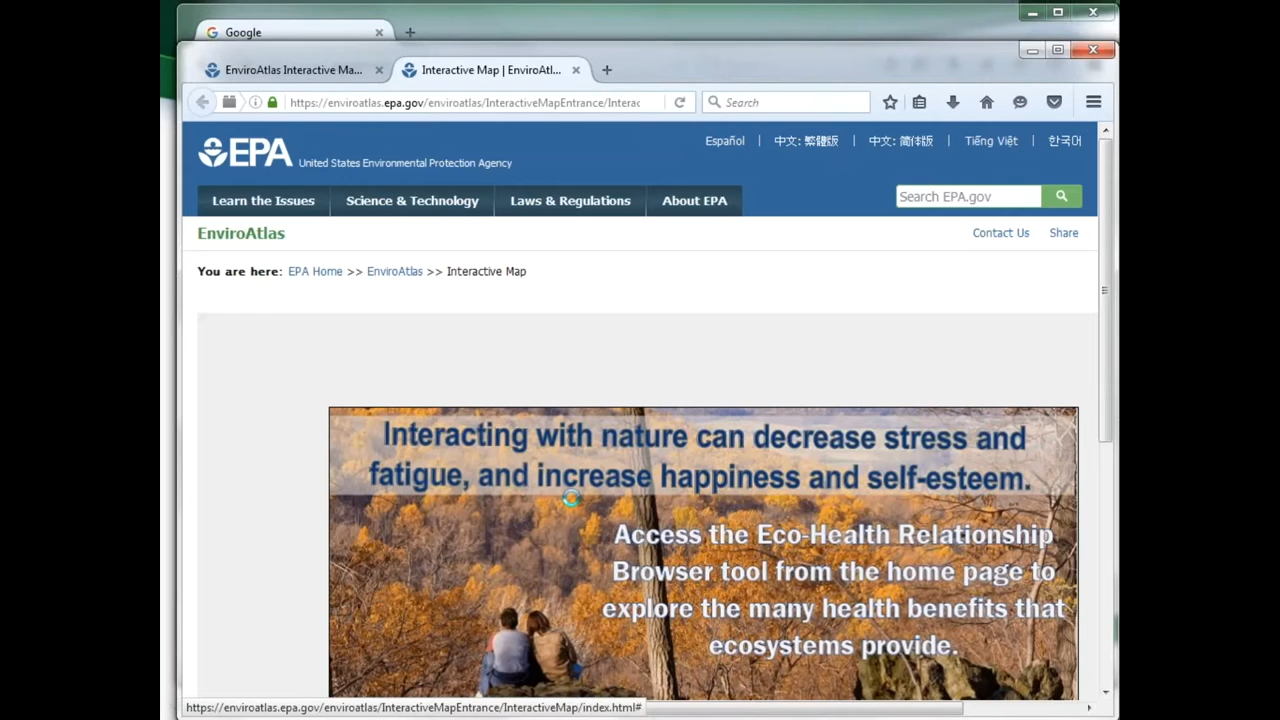 Google
EnviroAtlas Interactive Ma...
Interactive Map | EnviroAtl...
https://enviroatlas.epa.gov/enviroatlas/InteractiveMapEntrance/Interac
Search
EPA United States Environmental Protection Agency
Español | 中文: 繁體版 | 中文: 简体版 | Tiếng Việt | 한국어
Learn the Issues
Science & Technology
Laws & Regulations
About EPA
Search EPA.gov
EnviroAtlas
Contact Us
Share
You are here: EPA Home >> EnviroAtlas >> Interactive Map
Interacting with nature can decrease stress and
fatigue, and increase happiness and self-esteem.
Access the Eco-Health Relationship
Browser tool from the home page to
explore the many health benefits that
ecosystems provide.
https://enviroatlas.epa.gov/enviroatlas/InteractiveMapEntrance/InteractiveMap/index.html#